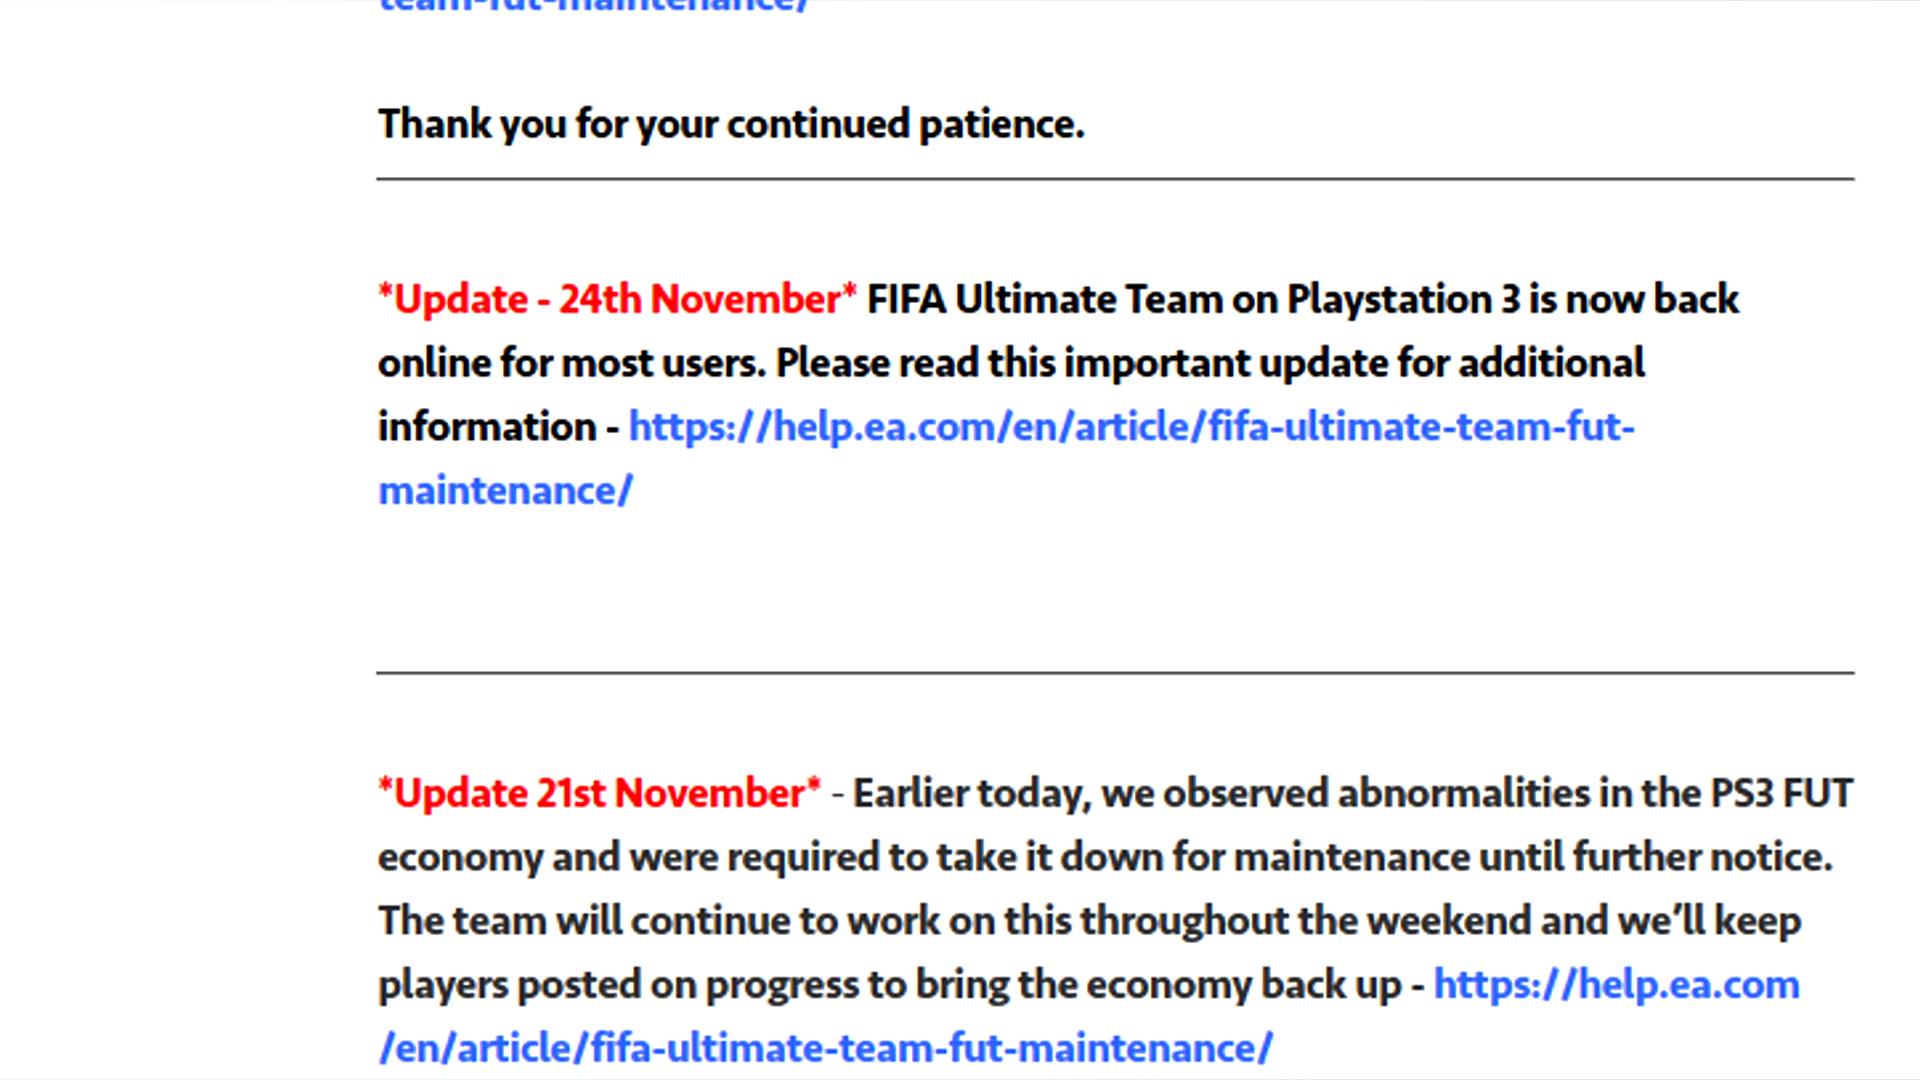 team-fut-maintenance/
Thank you for your continued patience.
*Update - 24th November* FIFA Ultimate Team on Playstation 3 is now back
online for most users. Please read this important update for additional
information - https://help.ea.com/en/article/fifa-ultimate-team-fut-
maintenance/
*Update 21st November* - Earlier today, we observed abnormalities in the PS3 FUT
economy and were required to take it down for maintenance until further notice.
The team will continue to work on this throughout the weekend and we’ll keep
players posted on progress to bring the economy back up - https://help.ea.com
/en/article/fifa-ultimate-team-fut-maintenance/